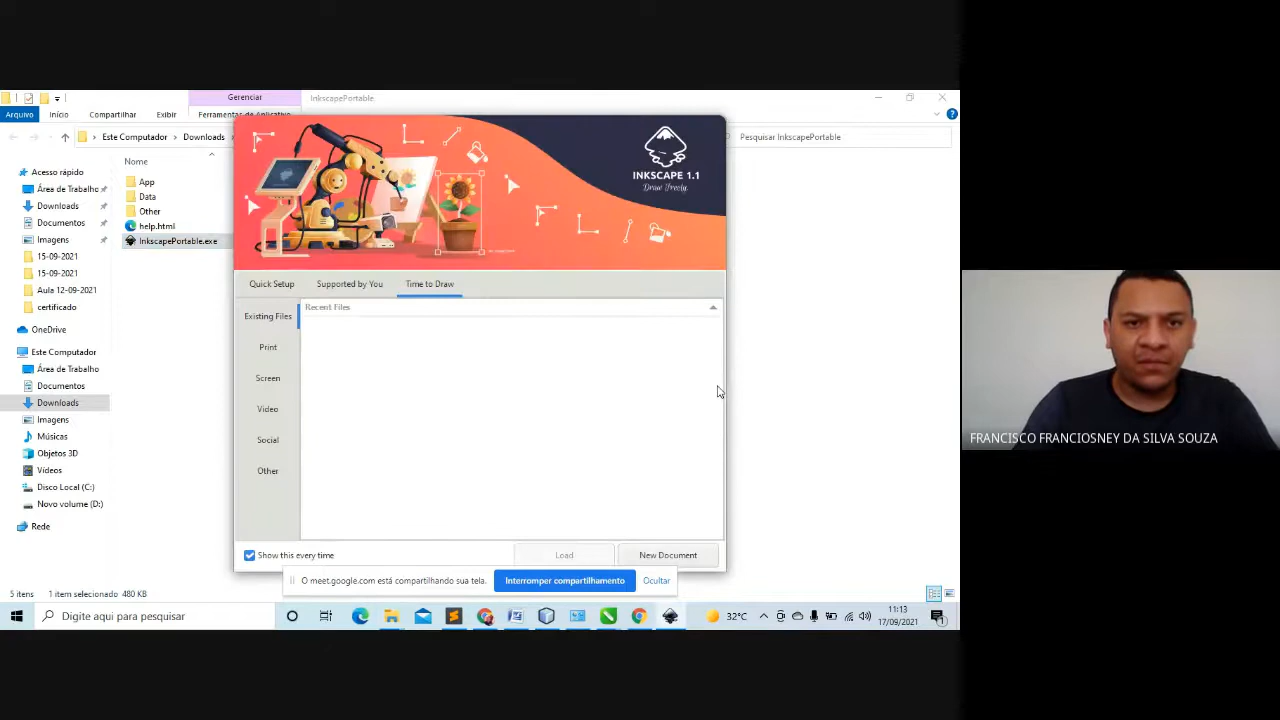 Gerenciar
InkscapePortable
Arquivo
Início
Compartilhar
Exibir
Ferramentas de Aplicativo
Este Computador
Downloads
Pesquisar InkscapePortable
Acesso rápido
Área de Trabalho
Downloads
Documentos
Imagens
15-09-2021
15-09-2021
Aula 12-09-2021
certificado
OneDrive
Este Computador
Área de Trabalho
Documentos
Downloads
Imagens
Músicas
Objetos 3D
Vídeos
Disco Local (C:)
Novo volume (D:)
Rede
Nome
App
Data
Other
help.html
InkscapePortable.exe
INKSCAPE 1.1
Draw Freely.
Quick Setup
Supported by You
Time to Draw
Existing Files
Print
Screen
Video
Social
Other
Recent Files
Show this every time
Load
New Document
O meet.google.com está compartilhando sua tela.
Interromper compartilhamento
Ocultar
5 itens
1 item selecionado
480 KB
Digite aqui para pesquisar
32°C
11:13
17/09/2021
1
FRANCISCO FRANCIOSNEY DA SILVA SOUZA